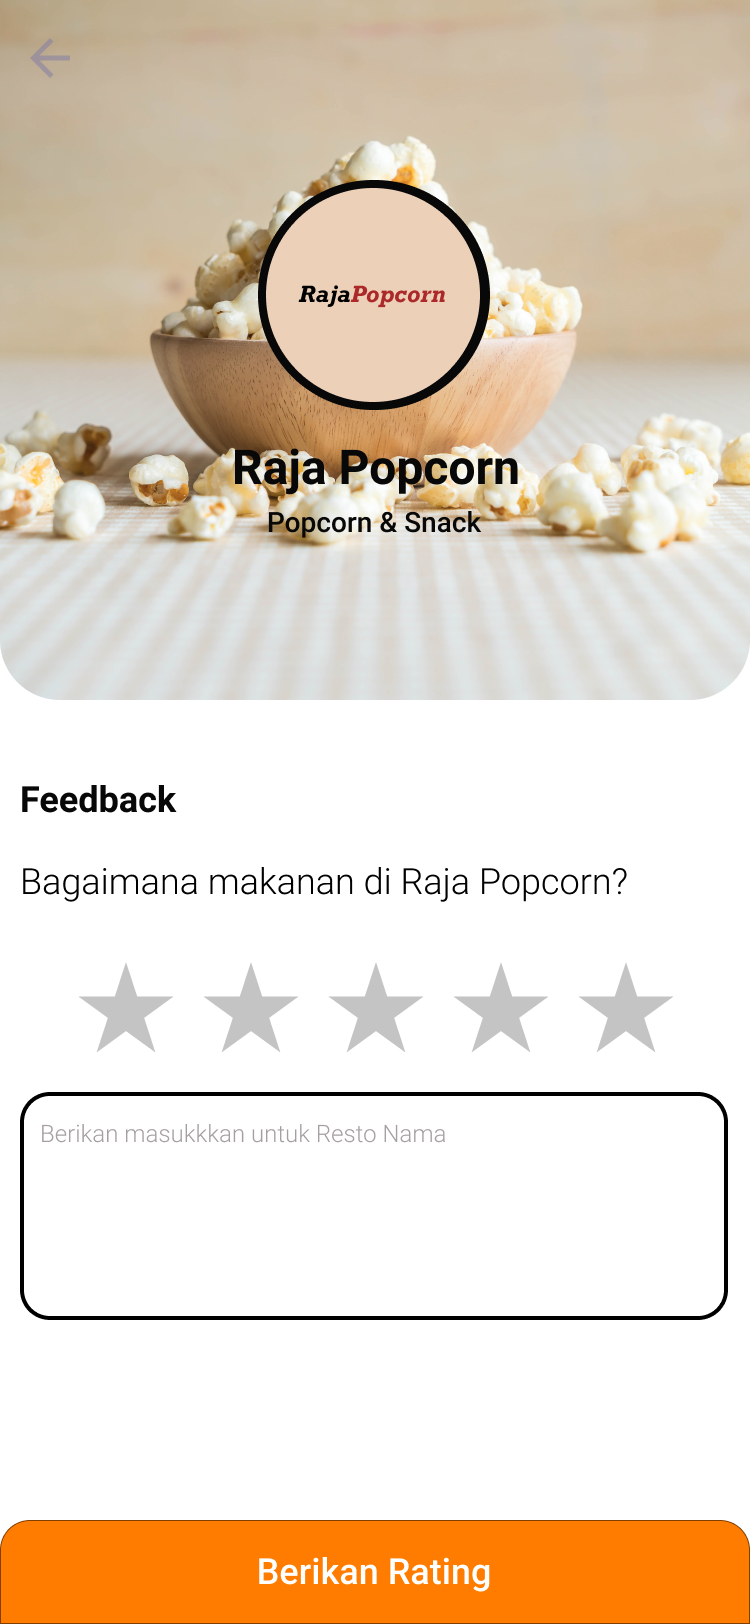 RajaPopcorn
Raja Popcorn
Popcorn & Snack
Feedback
Bagaimana makanan di Raja Popcorn?
Berikan masukkkan untuk Resto Nama
Berikan Rating